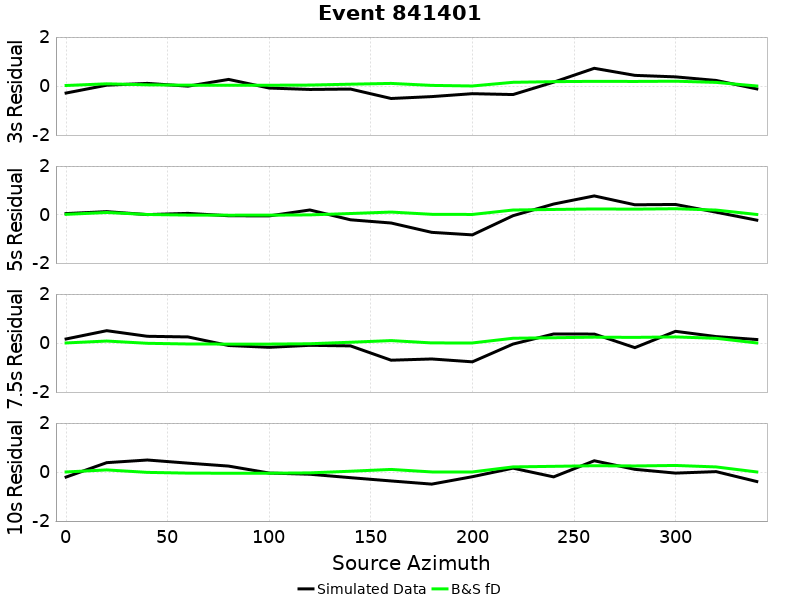 Event 841401
3s Residual
2
0
-2
5s Residual
2
0
-2
7.5s Residual
2
0
-2
10s Residual
2
0
-2
0 50 100 150 200 250 300
Source Azimuth
Simulated Data B&S fD